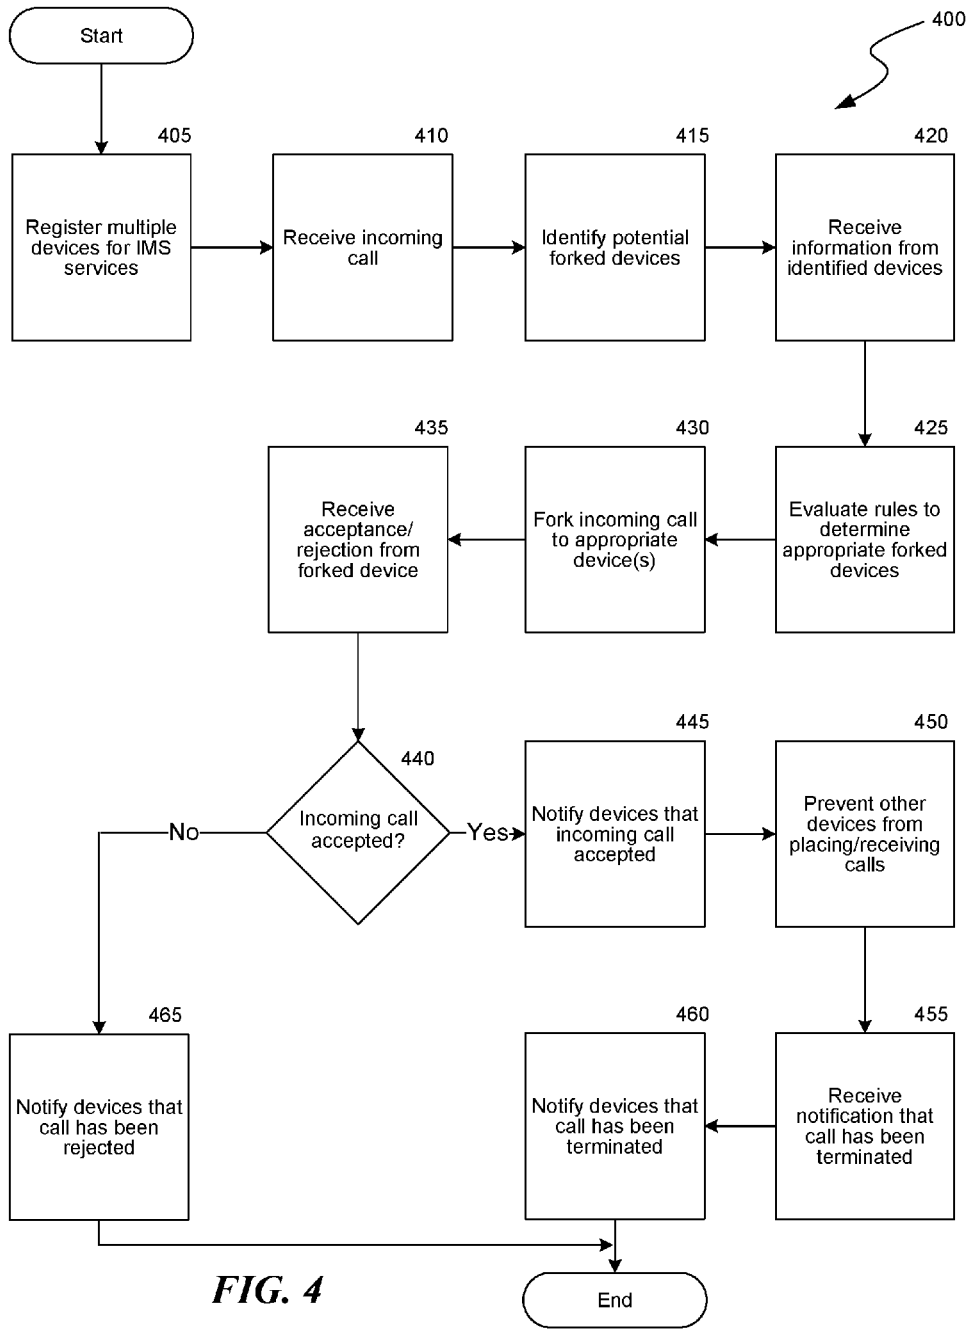 Start
400
405
Register multiple
devices for IMS
services
410
Receive incoming
call
415
Identify potential
forked devices
420
Receive
information from
identified devices
425
Evaluate rules to
determine
appropriate forked
devices
430
Fork incoming call
to appropriate
device(s)
435
Receive
acceptance/
rejection from
forked device
440
Incoming call
accepted?
No
Yes
445
Notify devices that
incoming call
accepted
450
Prevent other
devices from
placing/receiving
calls
455
Receive
notification that
call has been
terminated
460
Notify devices that
call has been
terminated
465
Notify devices that
call has been
rejected
End
FIG. 4